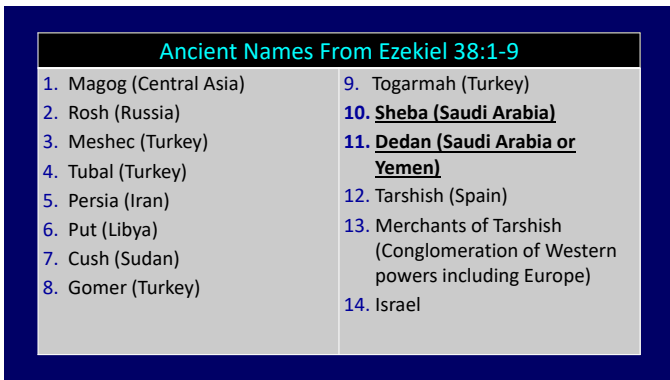 Ancient Names From Ezekiel 38:1-9
1. Magog (Central Asia)
2. Rosh (Russia)
3. Meshec (Turkey)
4. Tubal (Turkey)
5. Persia (Iran)
6. Put (Libya)
7. Cush (Sudan)
8. Gomer (Turkey)
9. Togarmah (Turkey)
10. Sheba (Saudi Arabia)
11. Dedan (Saudi Arabia or
Yemen)
12. Tarshish (Spain)
13. Merchants of Tarshish
(Conglomeration of Western
powers including Europe)
14. Israel